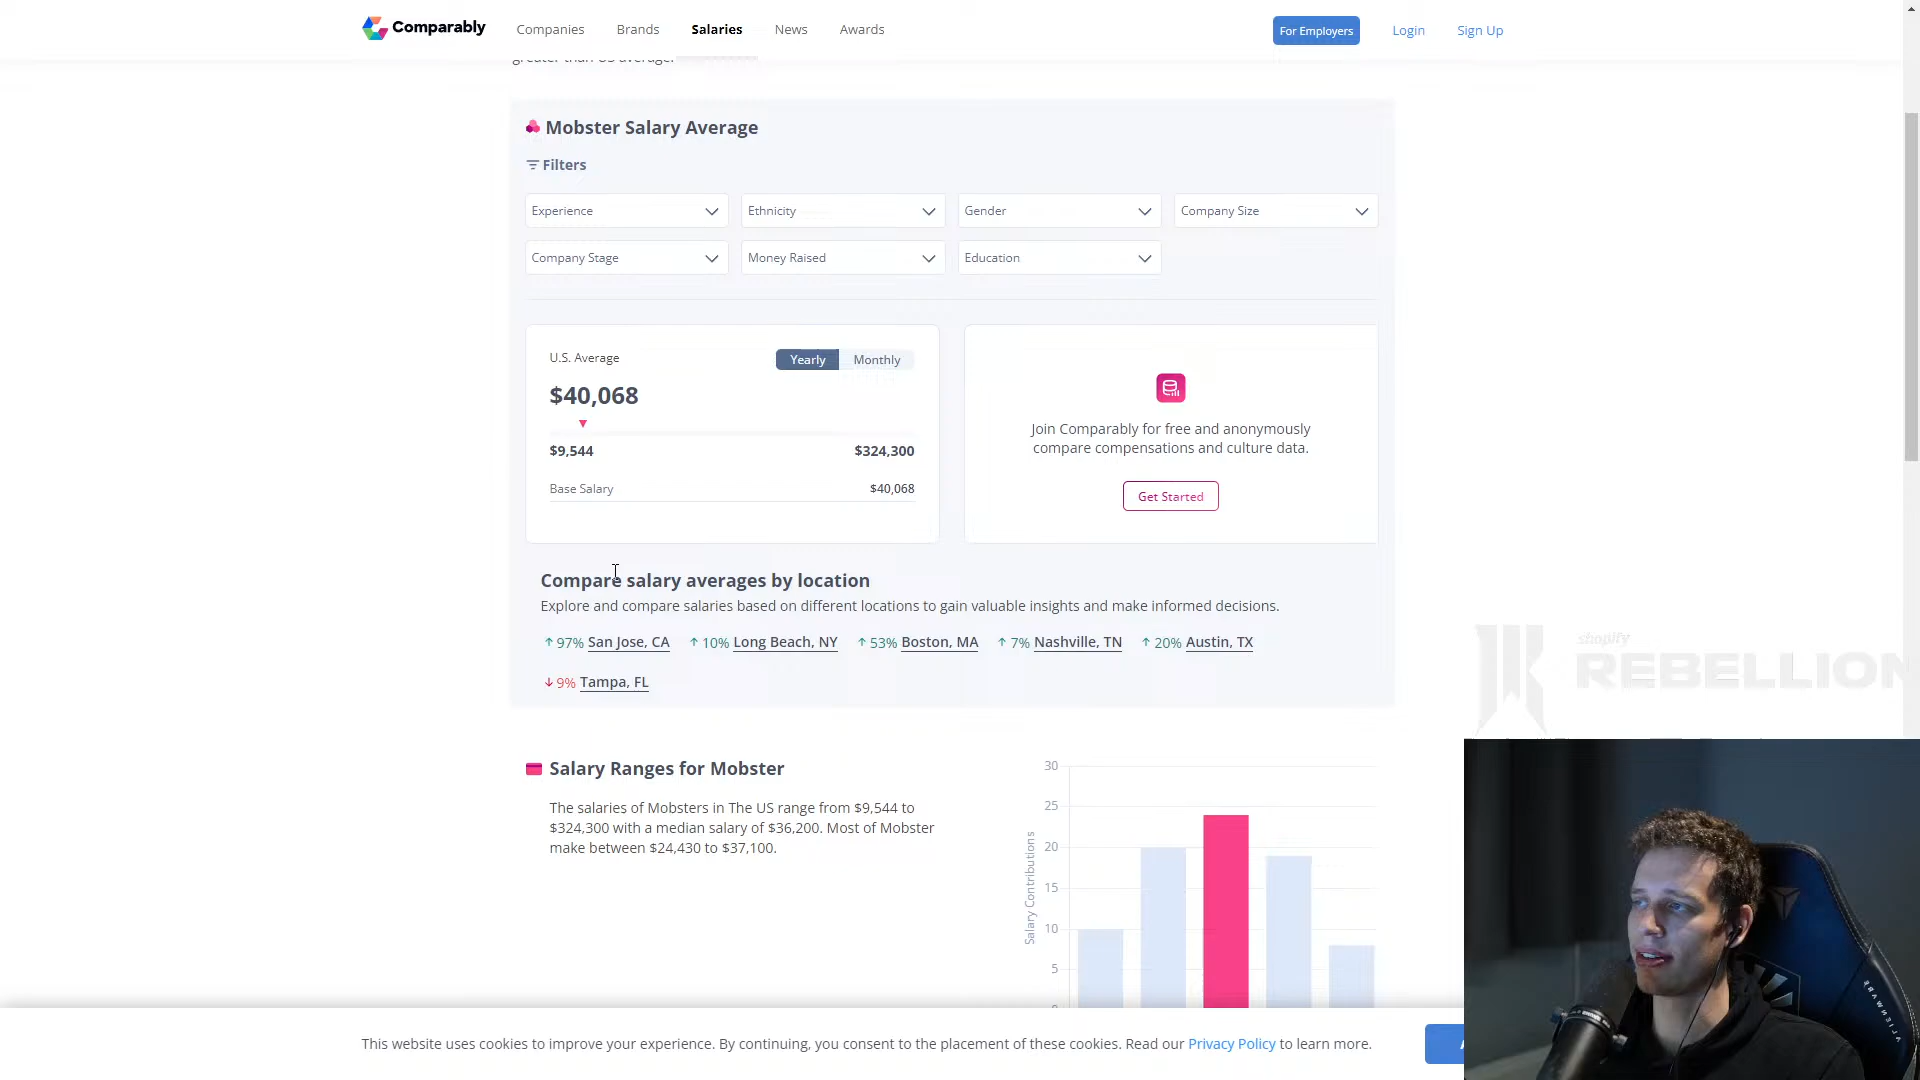 Comparably
Companies
Brands
Salaries
News
Awards
For Employers
Login
Sign Up
greater than US average.
Mobster Salary Average
Filters
Experience
Ethnicity
Gender
Company Size
Company Stage
Money Raised
Education
U.S. Average
Yearly
Monthly
$40,068
$9,544
$324,300
Base Salary
$40,068
Join Comparably for free and anonymously
compare compensations and culture data.
Get Started
Compare salary averages by location
Explore and compare salaries based on different locations to gain valuable insights and make informed decisions.
97% San Jose, CA
10% Long Beach, NY
53% Boston, MA
7% Nashville, TN
20% Austin, TX
9% Tampa, FL
shopify
REBELLION
Salary Ranges for Mobster
The salaries of Mobsters in The US range from $9,544 to
$324,300 with a median salary of $36,200. Most of Mobster
make between $24,430 to $37,100.
Salary Contributions
30
25
20
15
10
5
ALIENWARE
This website uses cookies to improve your experience. By continuing, you consent to the placement of these cookies. Read our Privacy Policy to learn more.